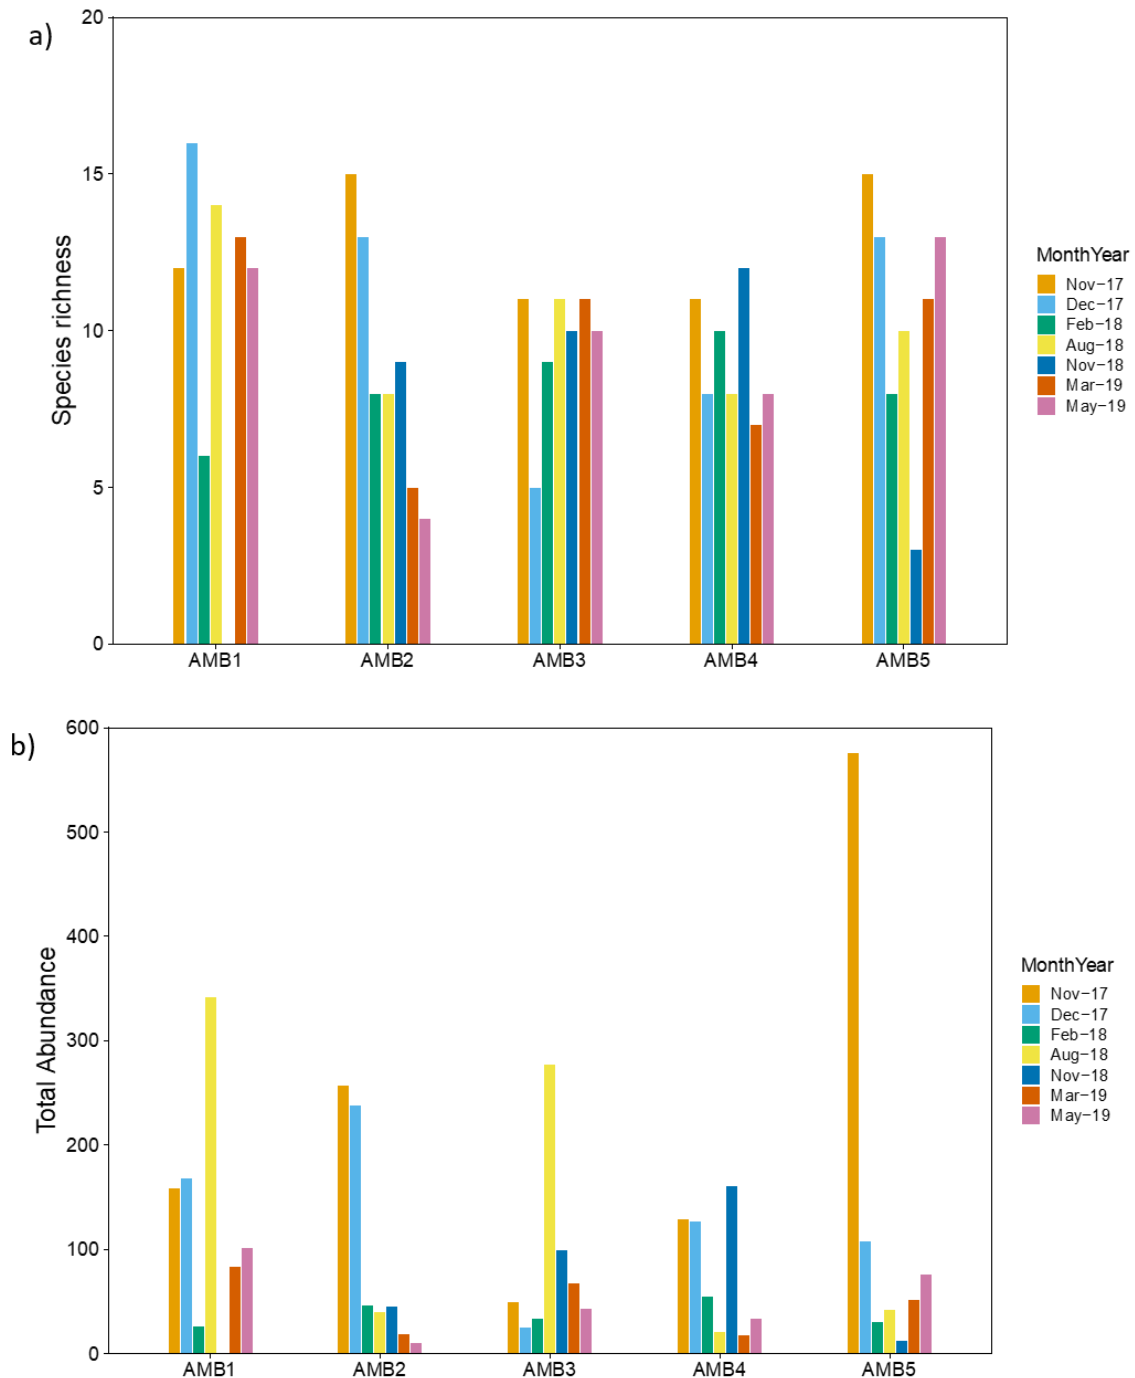 a)
Species richness
20
15
10
5
0
AMB1 AMB2 AMB3 AMB4 AMB5
MonthYear
Nov-17
Dec-17
Feb-18
Aug-18
Nov-18
Mar-19
May-19
b)
Total Abundance
600
500
400
300
200
100
0
AMB1 AMB2 AMB3 AMB4 AMB5
MonthYear
Nov-17
Dec-17
Feb-18
Aug-18
Nov-18
Mar-19
May-19